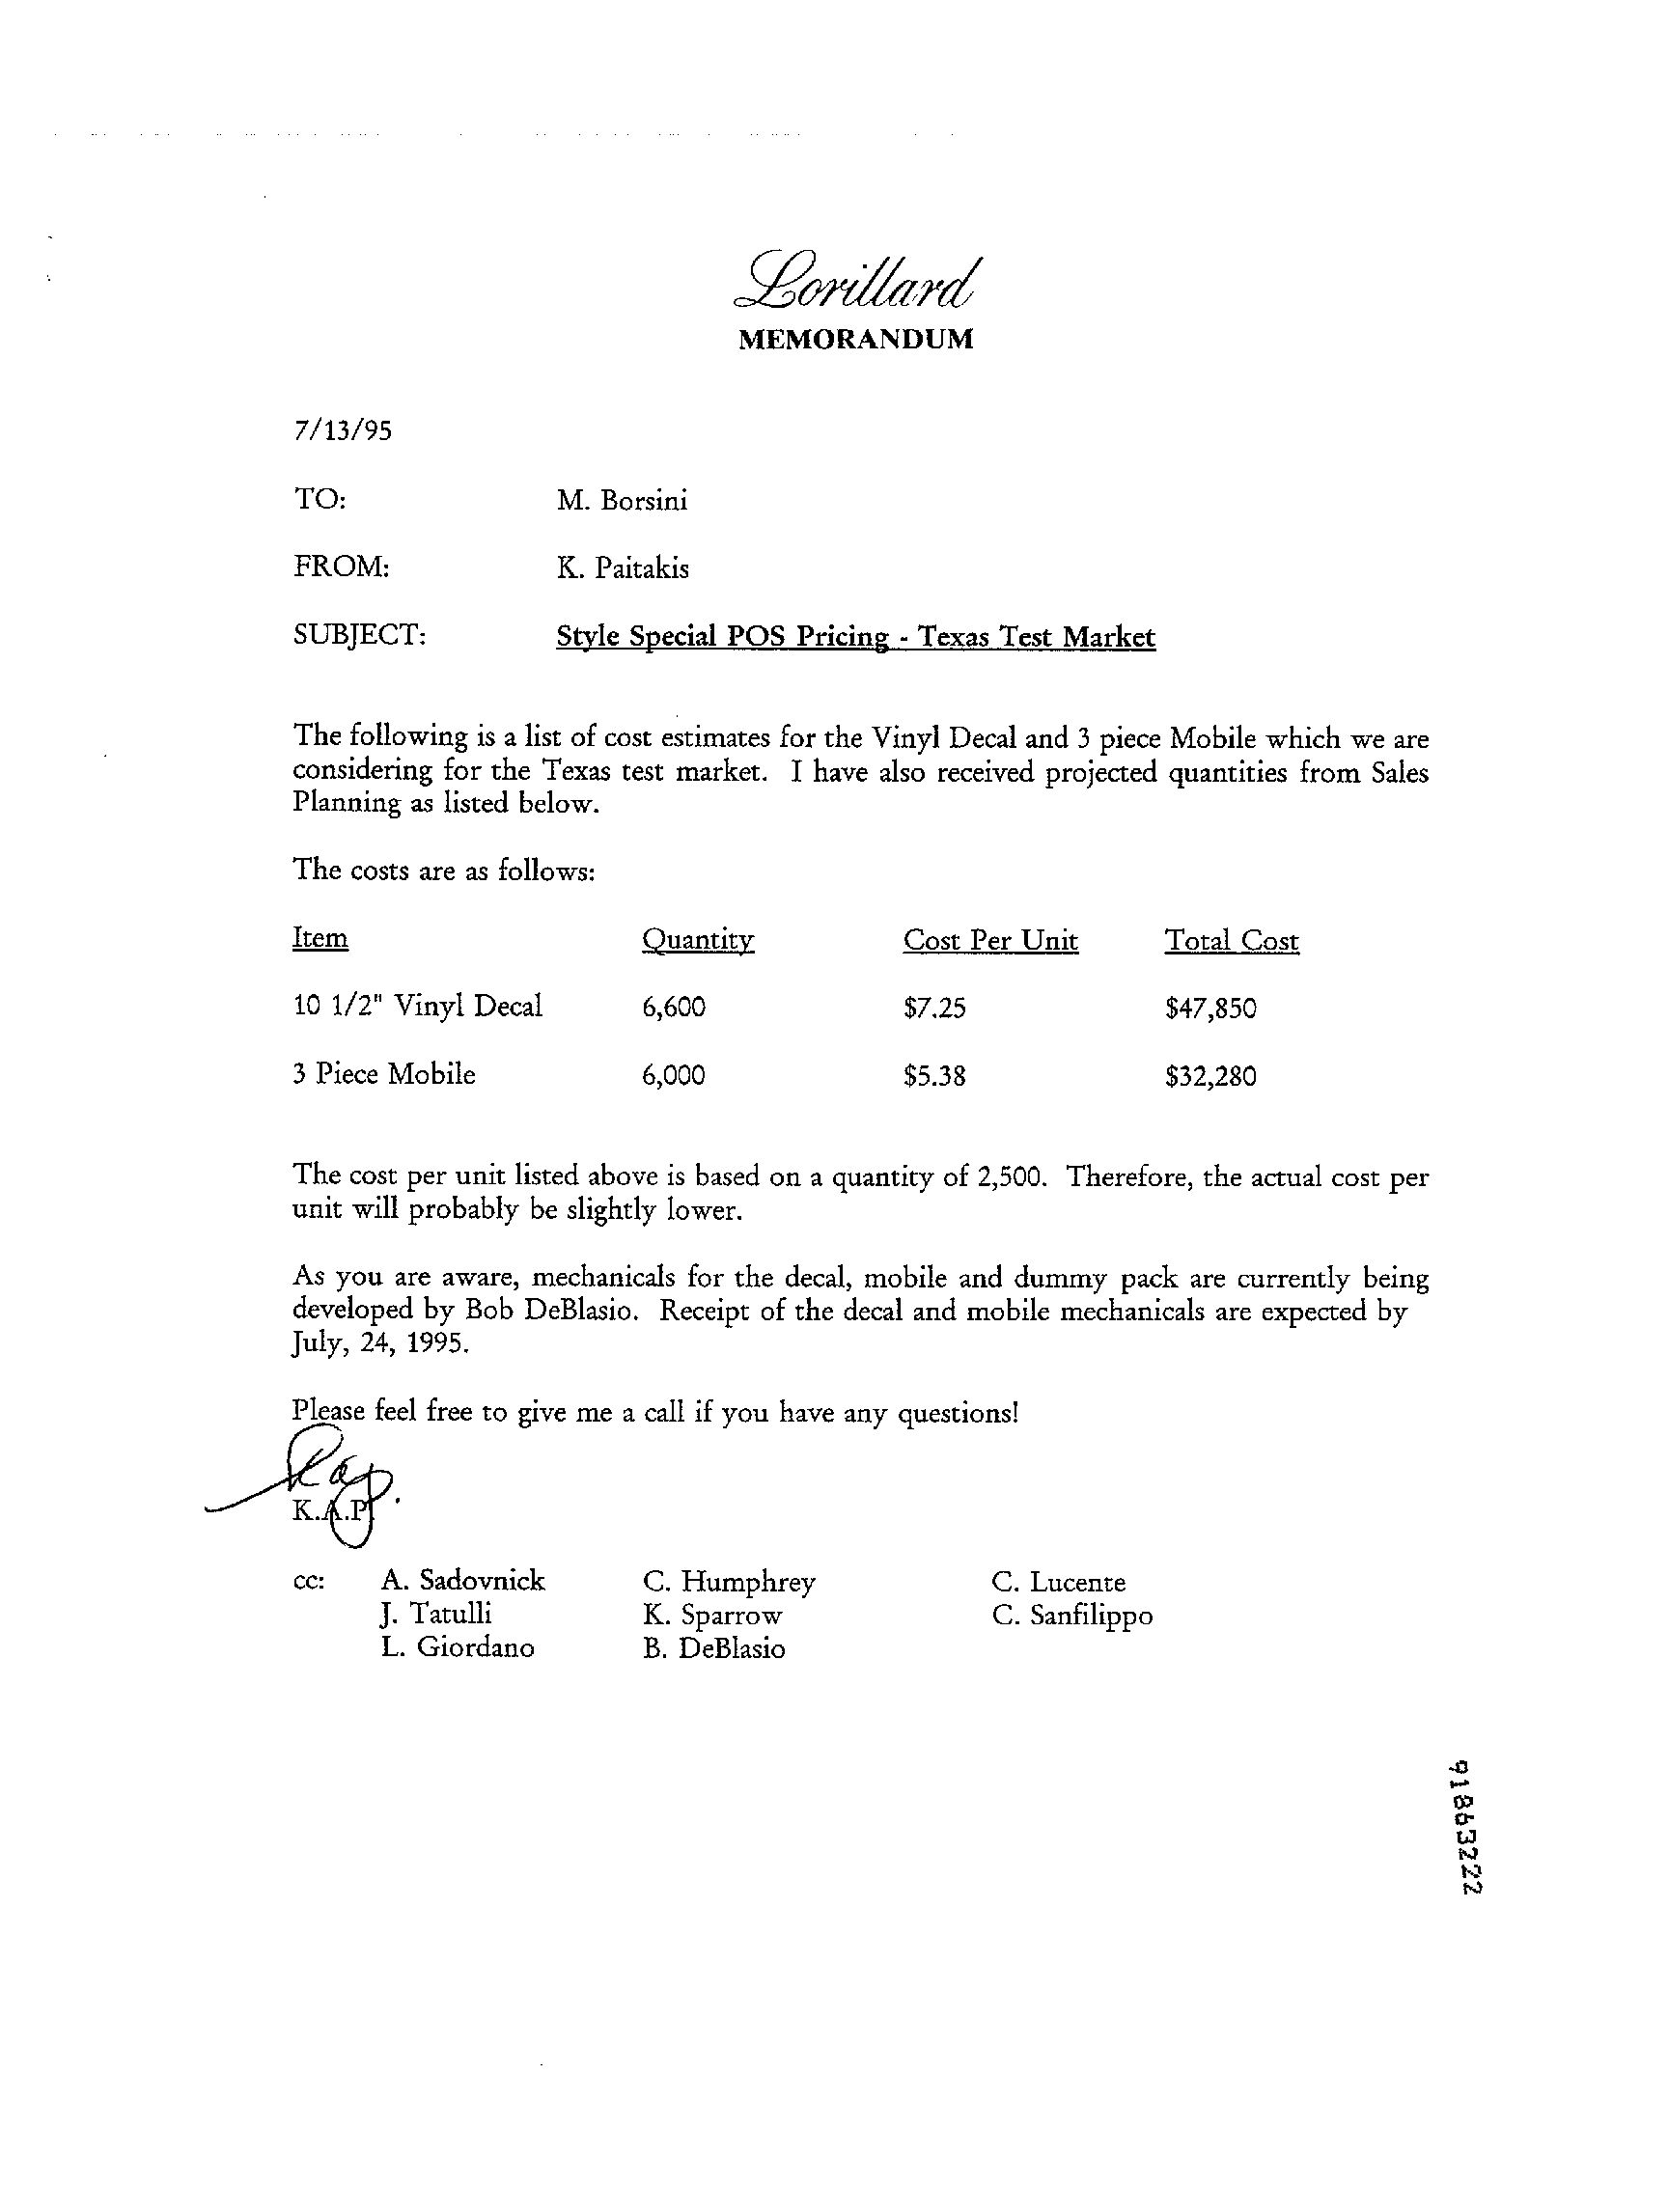 Lorillard
MEMORANDUM
7/13/95
TO: M. Borsini
FROM: K. Paitakis
SUBJECT: Style Special POS Pricing - Texas Test Market
The following is a list of cost estimates for the Vinyl Decal and 3 piece Mobile which we are
considering for the Texas test market. I have also received projected quantities from Sales
Planning as listed below.
The costs are as follows:
Item Quantity Cost Per Unit Total Cost
10 1/2" Vinyl Decal 6,600 $7.25 $47,850
3 Piece Mobile 6,000 $5.38 $32,280
The cost per unit listed above is based on a quantity of 2,500. Therefore, the actual cost per
unit will probably be slightly lower.
As you are aware, mechanicals for the decal, mobile and dummy pack are currently being
developed by Bob DeBlasio. Receipt of the decal and mobile mechanicals are expected by
July, 24, 1995.
Please feel free to give me a call if you have any questions!
Kap.
K.A.P.
cc: A. Sadovnick C. Humphrey C. Lucente
J. Tatulli K. Sparrow C. Sanfilippo
L. Giordano B. DeBlasio
91863222